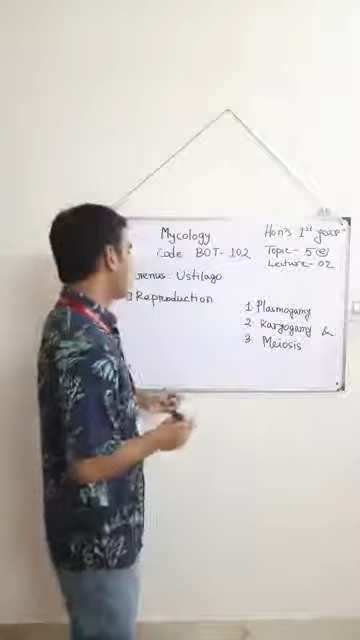 Mycology
Code BOT-102
Genus: Ustilago
Reproduction
Hon's 1st year
Topic - 5
Lecture - 02
1 Plasmogamy
2 Karyogamy &
3. Meiosis